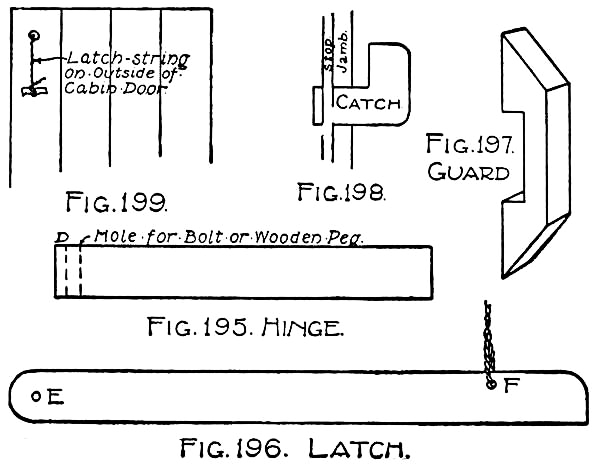 Latch-string
on Outside of
Cabin Door.
FIG. 199.
Stop
Jamb.
CATCH
FIG. 198.
FIG. 197.
GUARD
D
Hole for Bolt or Wooden Peg.
FIG. 195. HINGE.
E
F
FIG. 196. LATCH.